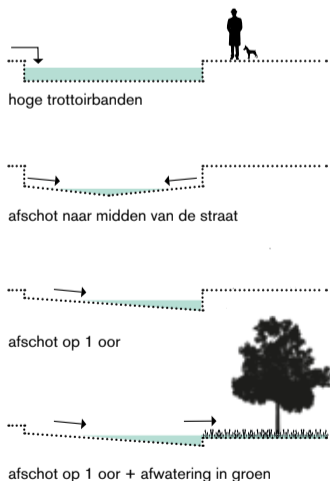 hoge trottoirbanden
afschot naar midden van de straat
afschot op 1 oor
afschot op 1 oor + afwatering in groen